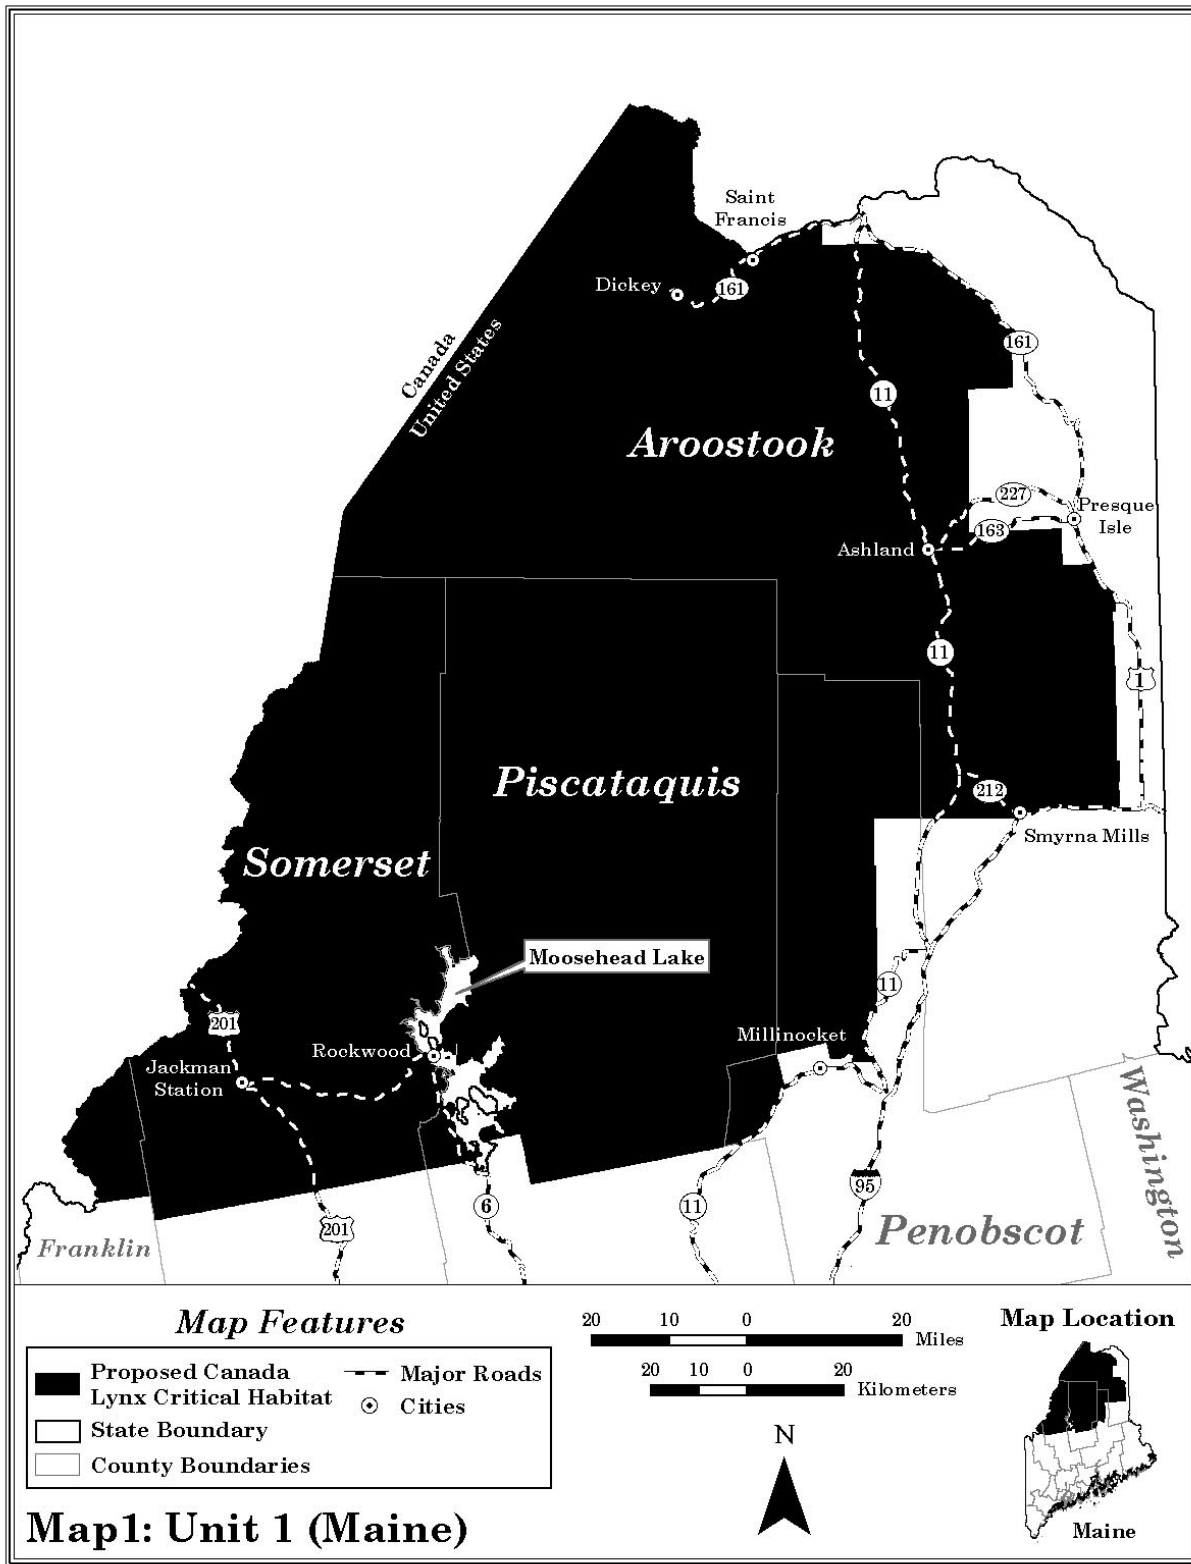 Saint
Francis
Dickey
161
Canada
United States
161
11
Aroostook
227
Presque
Isle
163
Ashland
11
1
Piscataquis
212
Smyrna Mills
Somerset
Moosehead Lake
11
201
Millinocket
Rockwood
Jackman
Station
Washington
95
6
11
201
Penobscot
Franklin
Map Features
Proposed Canada
Lynx Critical Habitat
Major Roads
Cities
State Boundary
County Boundaries
20 10 0 20
Miles
20 10 0 20
Kilometers
N
Map Location
Maine
Map1: Unit 1 (Maine)